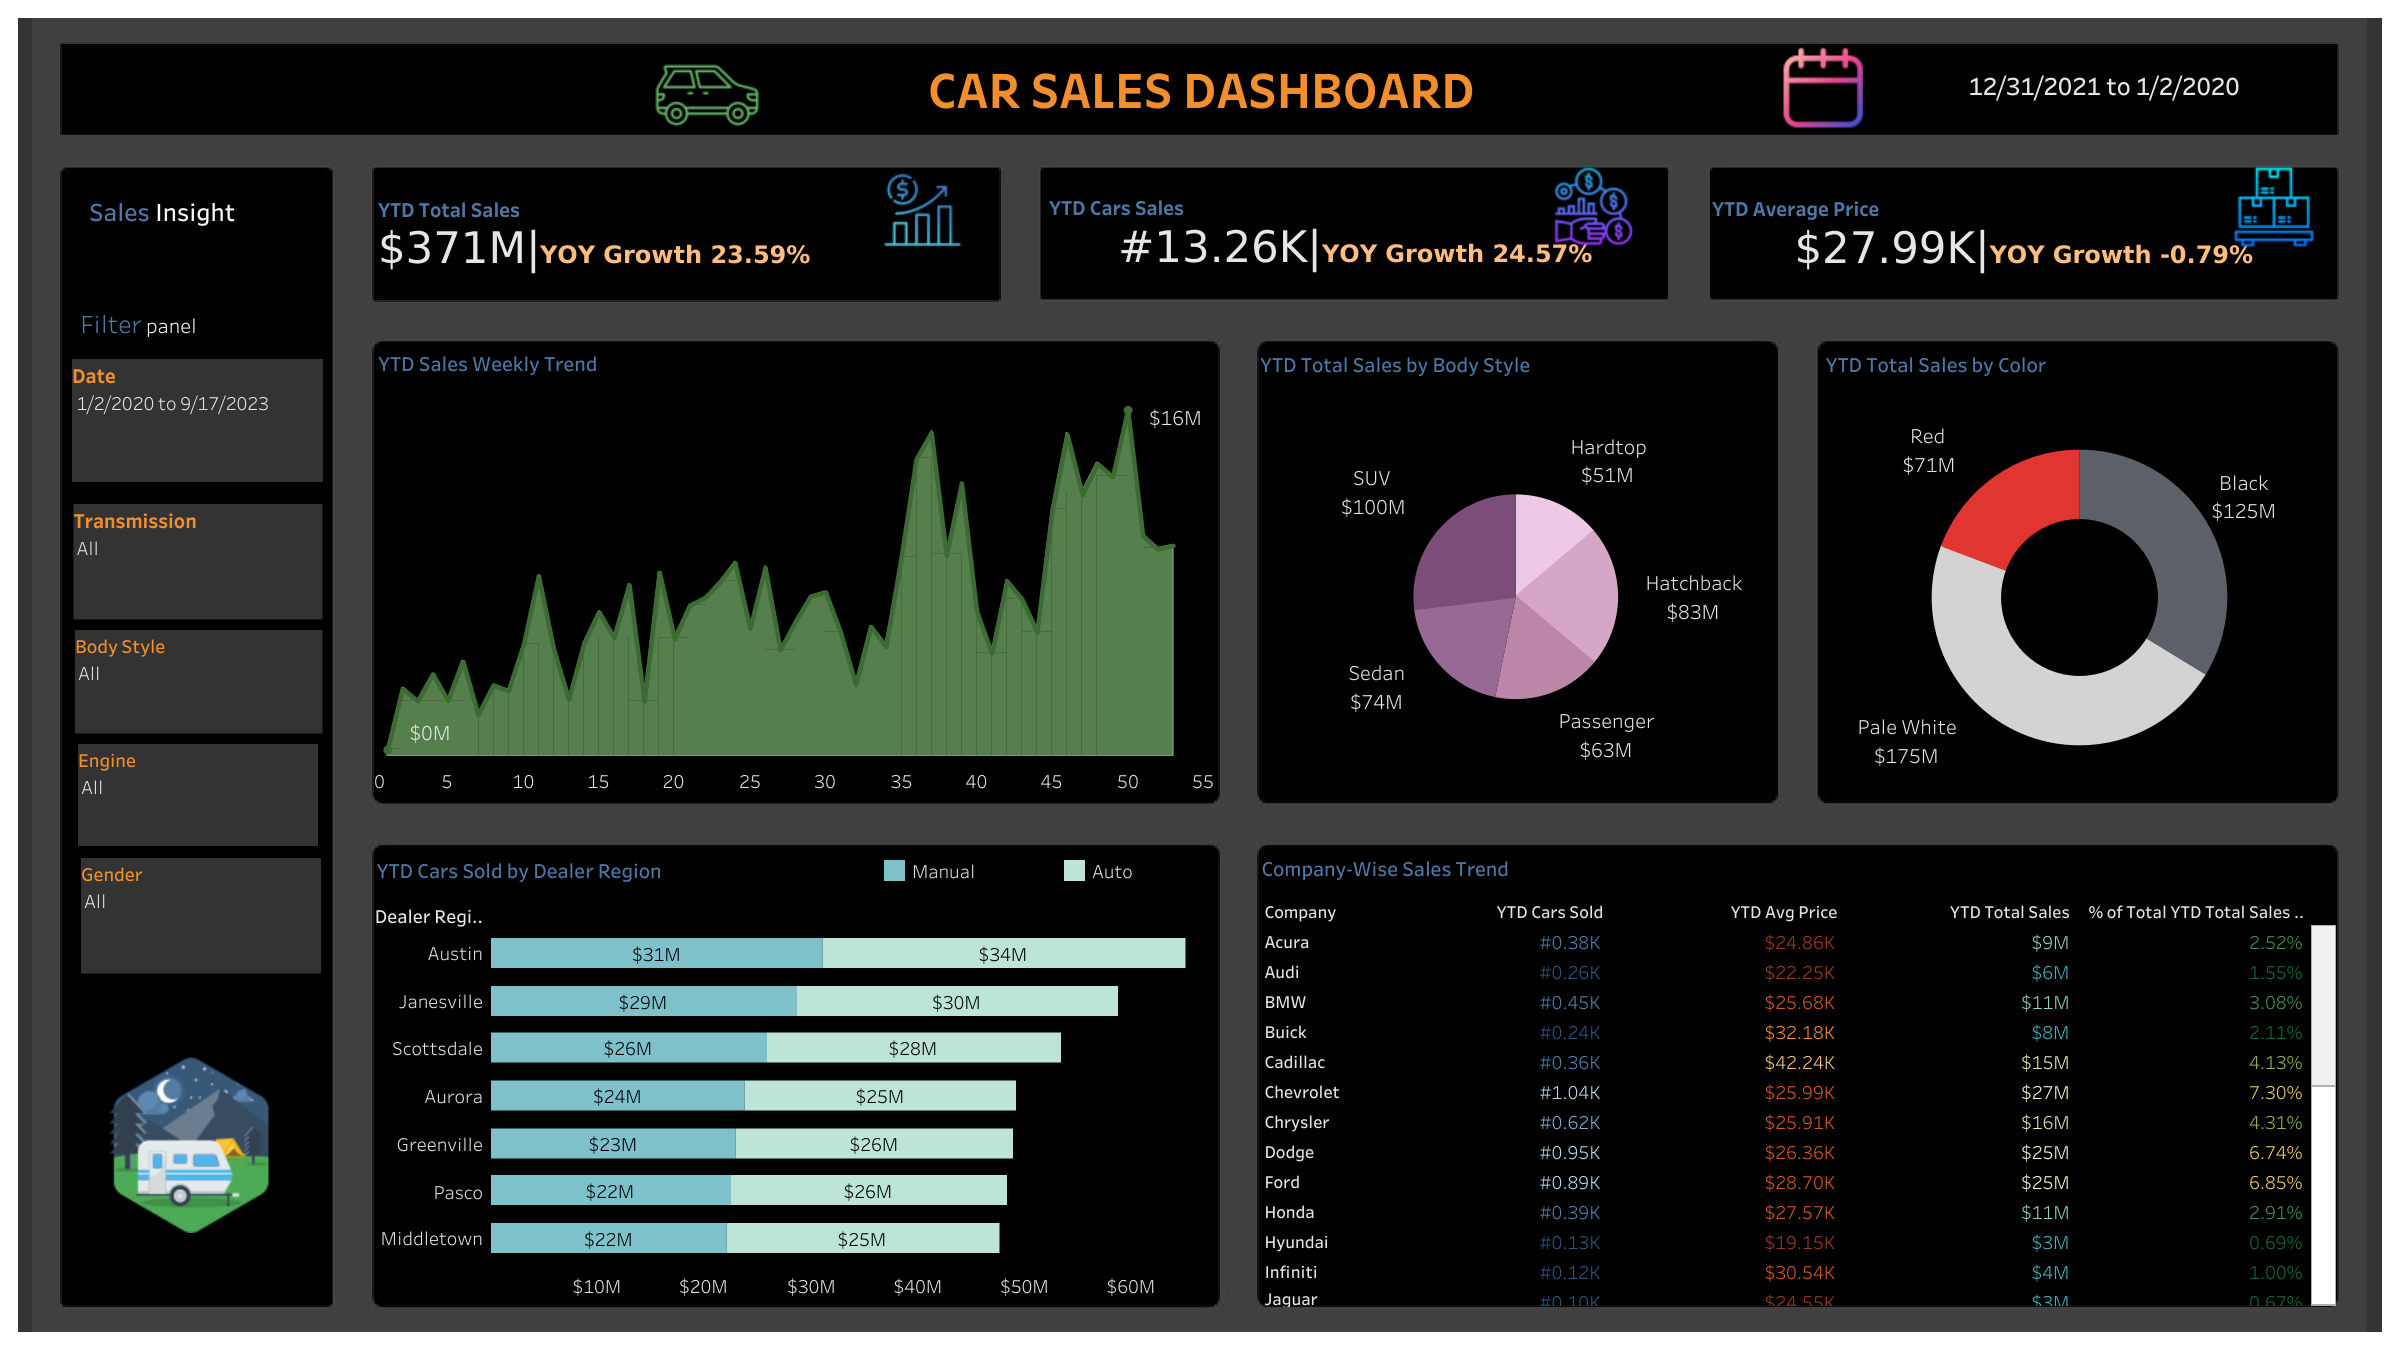 CAR SALES DASHBOARD
12/31/2021 to 1/2/2020
Sales Insight
Filter panel
Date
1/2/2020 to 9/17/2023
Transmission
All
Body Style
All
Engine
All
Gender
All
YTD Total Sales
$371M|YOY Growth 23.59%
YTD Cars Sales
#13.26K|YOY Growth 24.57%
YTD Average Price
$27.99K|YOY Growth -0.79%
YTD Sales Weekly Trend
$16M
$0M
0 5 10 15 20 25 30 35 40 45 50 55
YTD Total Sales by Body Style
Hardtop
$51M
SUV
$100M
Hatchback
$83M
Sedan
$74M
Passenger
$63M
YTD Total Sales by Color
Red
$71M
Black
$125M
Pale White
$175M
YTD Cars Sold by Dealer Region
Manual Auto
Dealer Regi..
Austin $31M $34M
Janesville $29M $30M
Scottsdale $26M $28M
Aurora $24M $25M
Greenville $23M $26M
Pasco $22M $26M
Middletown $22M $25M
$10M $20M $30M $40M $50M $60M
Company-Wise Sales Trend
Company YTD Cars Sold YTD Avg Price YTD Total Sales % of Total YTD Total Sales ..
Acura #0.38K $24.86K $9M 2.52%
Audi #0.26K $22.25K $6M 1.55%
BMW #0.45K $25.68K $11M 3.08%
Buick #0.24K $32.18K $8M 2.11%
Cadillac #0.36K $42.24K $15M 4.13%
Chevrolet #1.04K $25.99K $27M 7.30%
Chrysler #0.62K $25.91K $16M 4.31%
Dodge #0.95K $26.36K $25M 6.74%
Ford #0.89K $28.70K $25M 6.85%
Honda #0.39K $27.57K $11M 2.91%
Hyundai #0.13K $19.15K $3M 0.69%
Infiniti #0.12K $30.54K $4M 1.00%
Jaguar #0.10K $24.55K $3M 0.67%